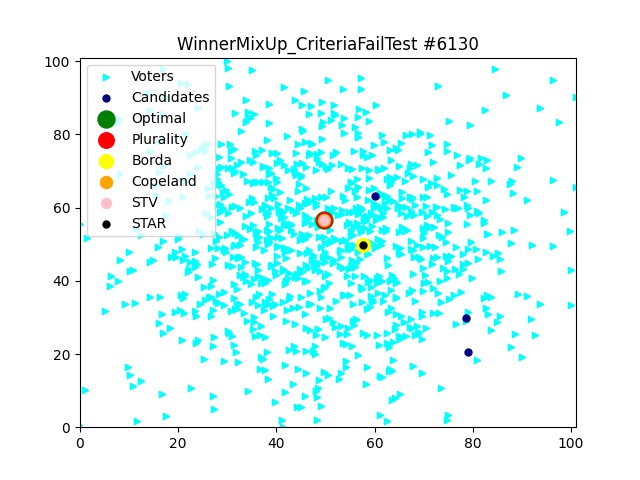 WinnerMixUp_CriteriaFailTest #6130
100
80
60
40
20
0
0 20 40 60 80 100
Voters
Candidates
Optimal
Plurality
Borda
Copeland
STV
STAR